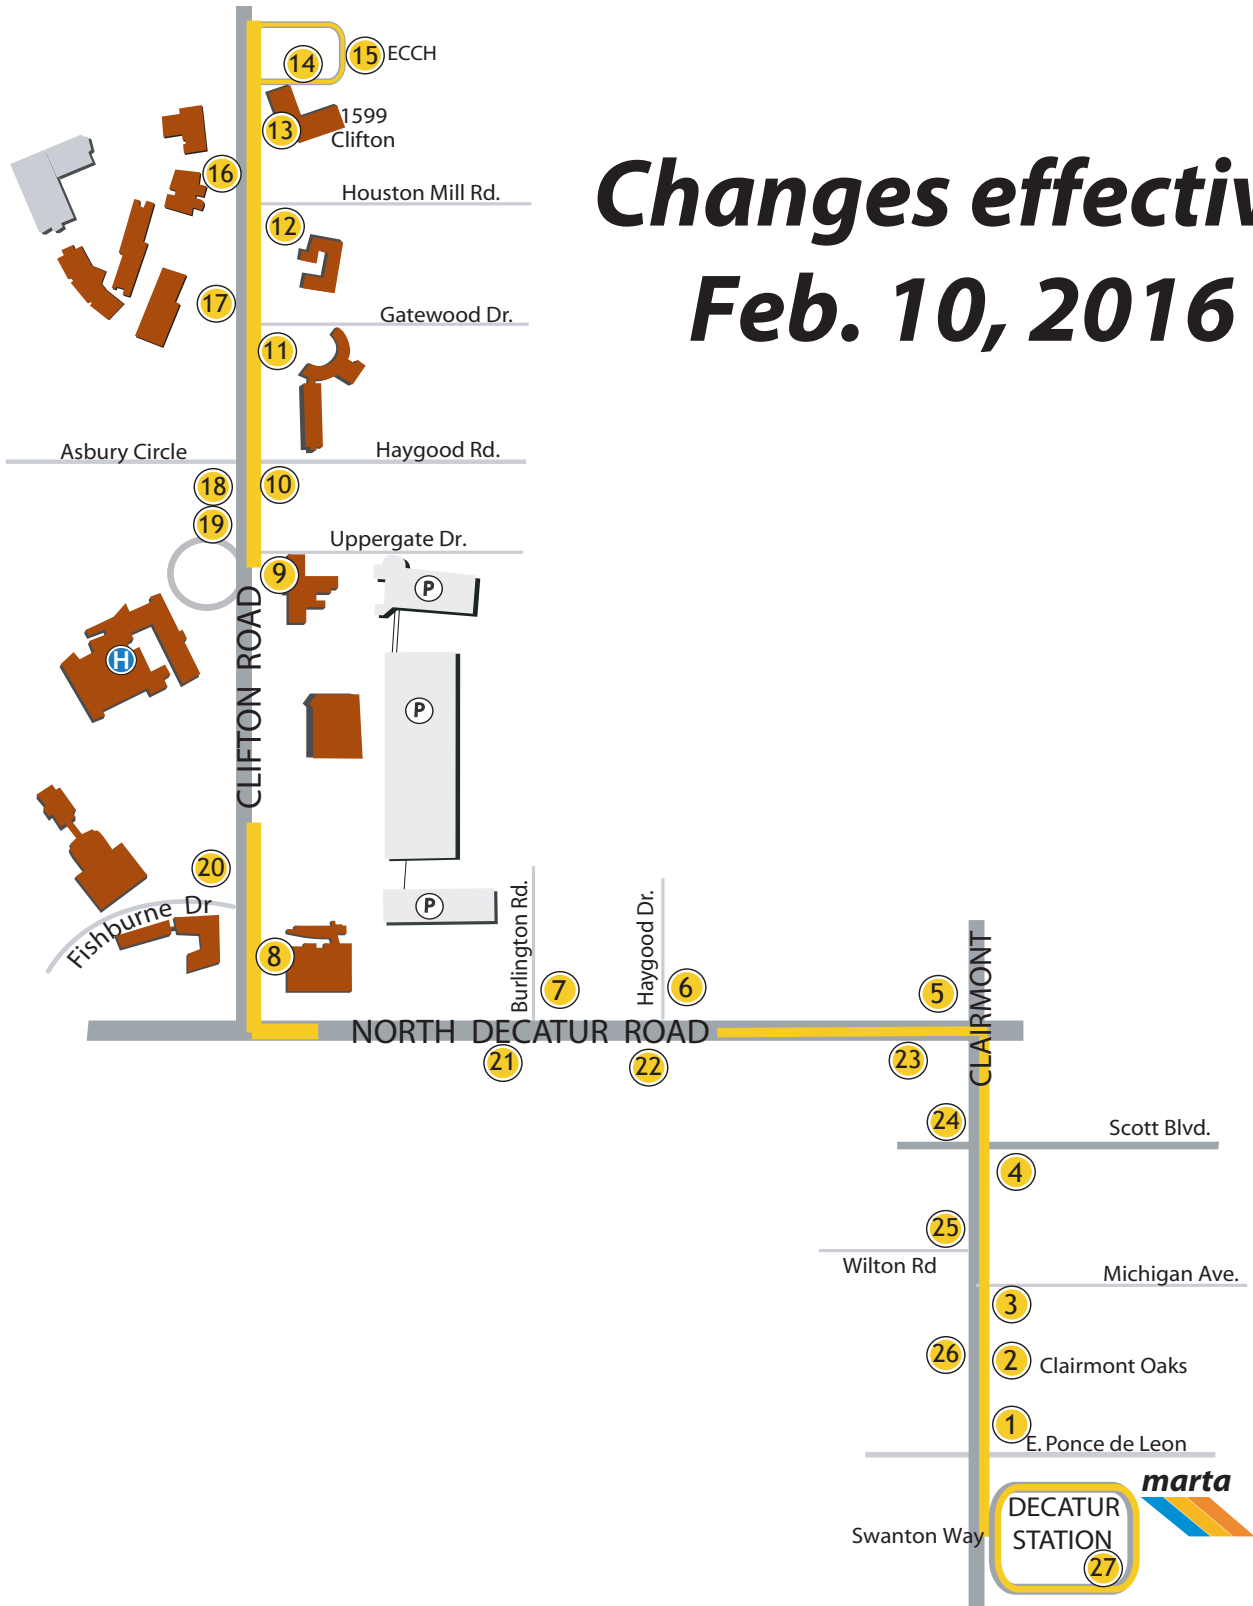 15 ECCH
14
1599
13
Clifton
16
Houston Mill Rd.
12
17
Gatewood Dr.
11
Changes effectiv
Feb. 10, 2016
Asbury Circle
Haygood Rd.
18
10
19
Uppergate Dr.
9
P
H
CLIFTON ROAD
P
20
Fishburne Dr
P
8
Burlington Rd.
7
Haygood Dr.
6
5
CLAIRMONT
NORTH DECATUR ROAD
21
22
23
24
Scott Blvd.
4
25
Wilton Rd
Michigan Ave.
3
26
2 Clairmont Oaks
1
E. Ponce de Leon
marta
DECATUR
STATION
Swanton Way
27